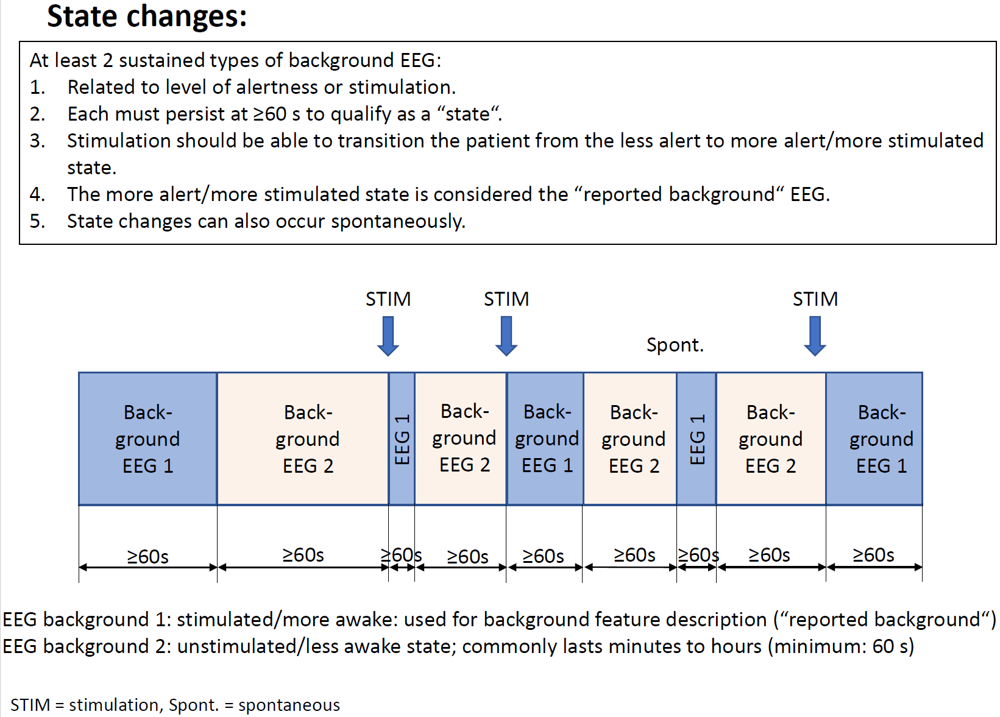 State changes:
At least 2 sustained types of background EEG:
1. Related to level of alertness or stimulation.
2. Each must persist at ≥60 s to qualify as a “state“.
3. Stimulation should be able to transition the patient from the less alert to more alert/more stimulated
state.
4. The more alert/more stimulated state is considered the “reported background“ EEG.
5. State changes can also occur spontaneously.
STIM
STIM
STIM
Spont.
Back-
ground
EEG 1
Back-
ground
EEG 2
EEG 1
Back-
ground
EEG 2
Back-
ground
EEG 1
Back-
ground
EEG 2
EEG 1
Back-
ground
EEG 2
Back-
ground
EEG 1
≥60s
≥60s
≥60s
≥60s
≥60s
≥60s
≥60s
≥60s
≥60s
EEG background 1: stimulated/more awake: used for background feature description (“reported background“)
EEG background 2: unstimulated/less awake state; commonly lasts minutes to hours (minimum: 60 s)
STIM = stimulation, Spont. = spontaneous